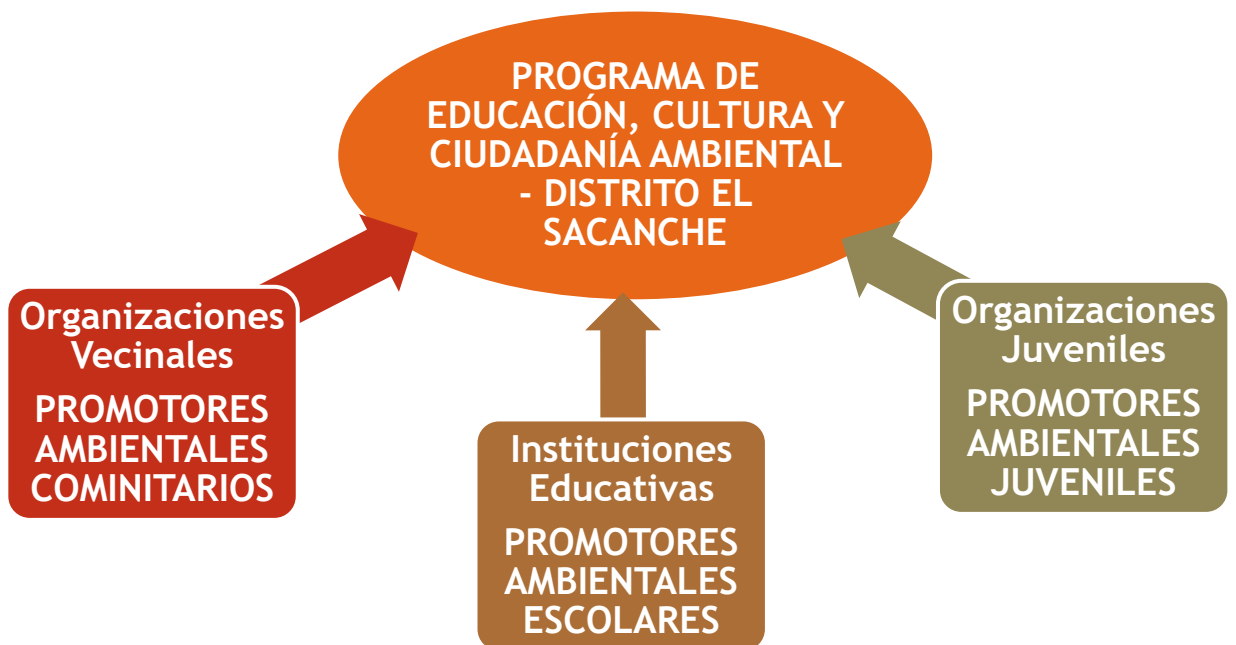 PROGRAMA DE
EDUCACIÓN, CULTURA Y
CIUDADANÍA AMBIENTAL
- DISTRITO EL
SACANCHE
Organizaciones
Vecinales
PROMOTORES
AMBIENTALES
COMINITARIOS
Instituciones
Educativas
PROMOTORES
AMBIENTALES
ESCOLARES
Organizaciones
Juveniles
PROMOTORES
AMBIENTALES
JUVENILES